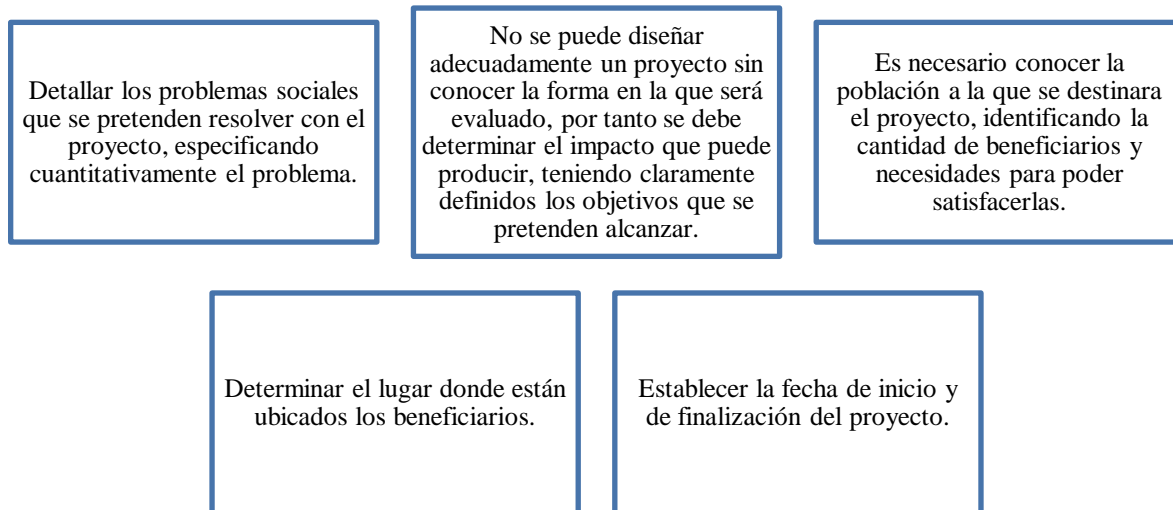 Detallar los problemas sociales
que se pretenden resolver con el
proyecto, especificando
cuantitativamente el problema.
No se puede diseñar
adecuadamente un proyecto sin
conocer la forma en la que será
evaluado, por tanto se debe
determinar el impacto que puede
producir, teniendo claramente
definidos los objetivos que se
pretenden alcanzar.
Es necesario conocer la
población a la que se destinara
el proyecto, identificando la
cantidad de beneficiarios y
necesidades para poder
satisfacerlas.
Determinar el lugar donde están
ubicados los beneficiarios.
Establecer la fecha de inicio y
de finalización del proyecto.